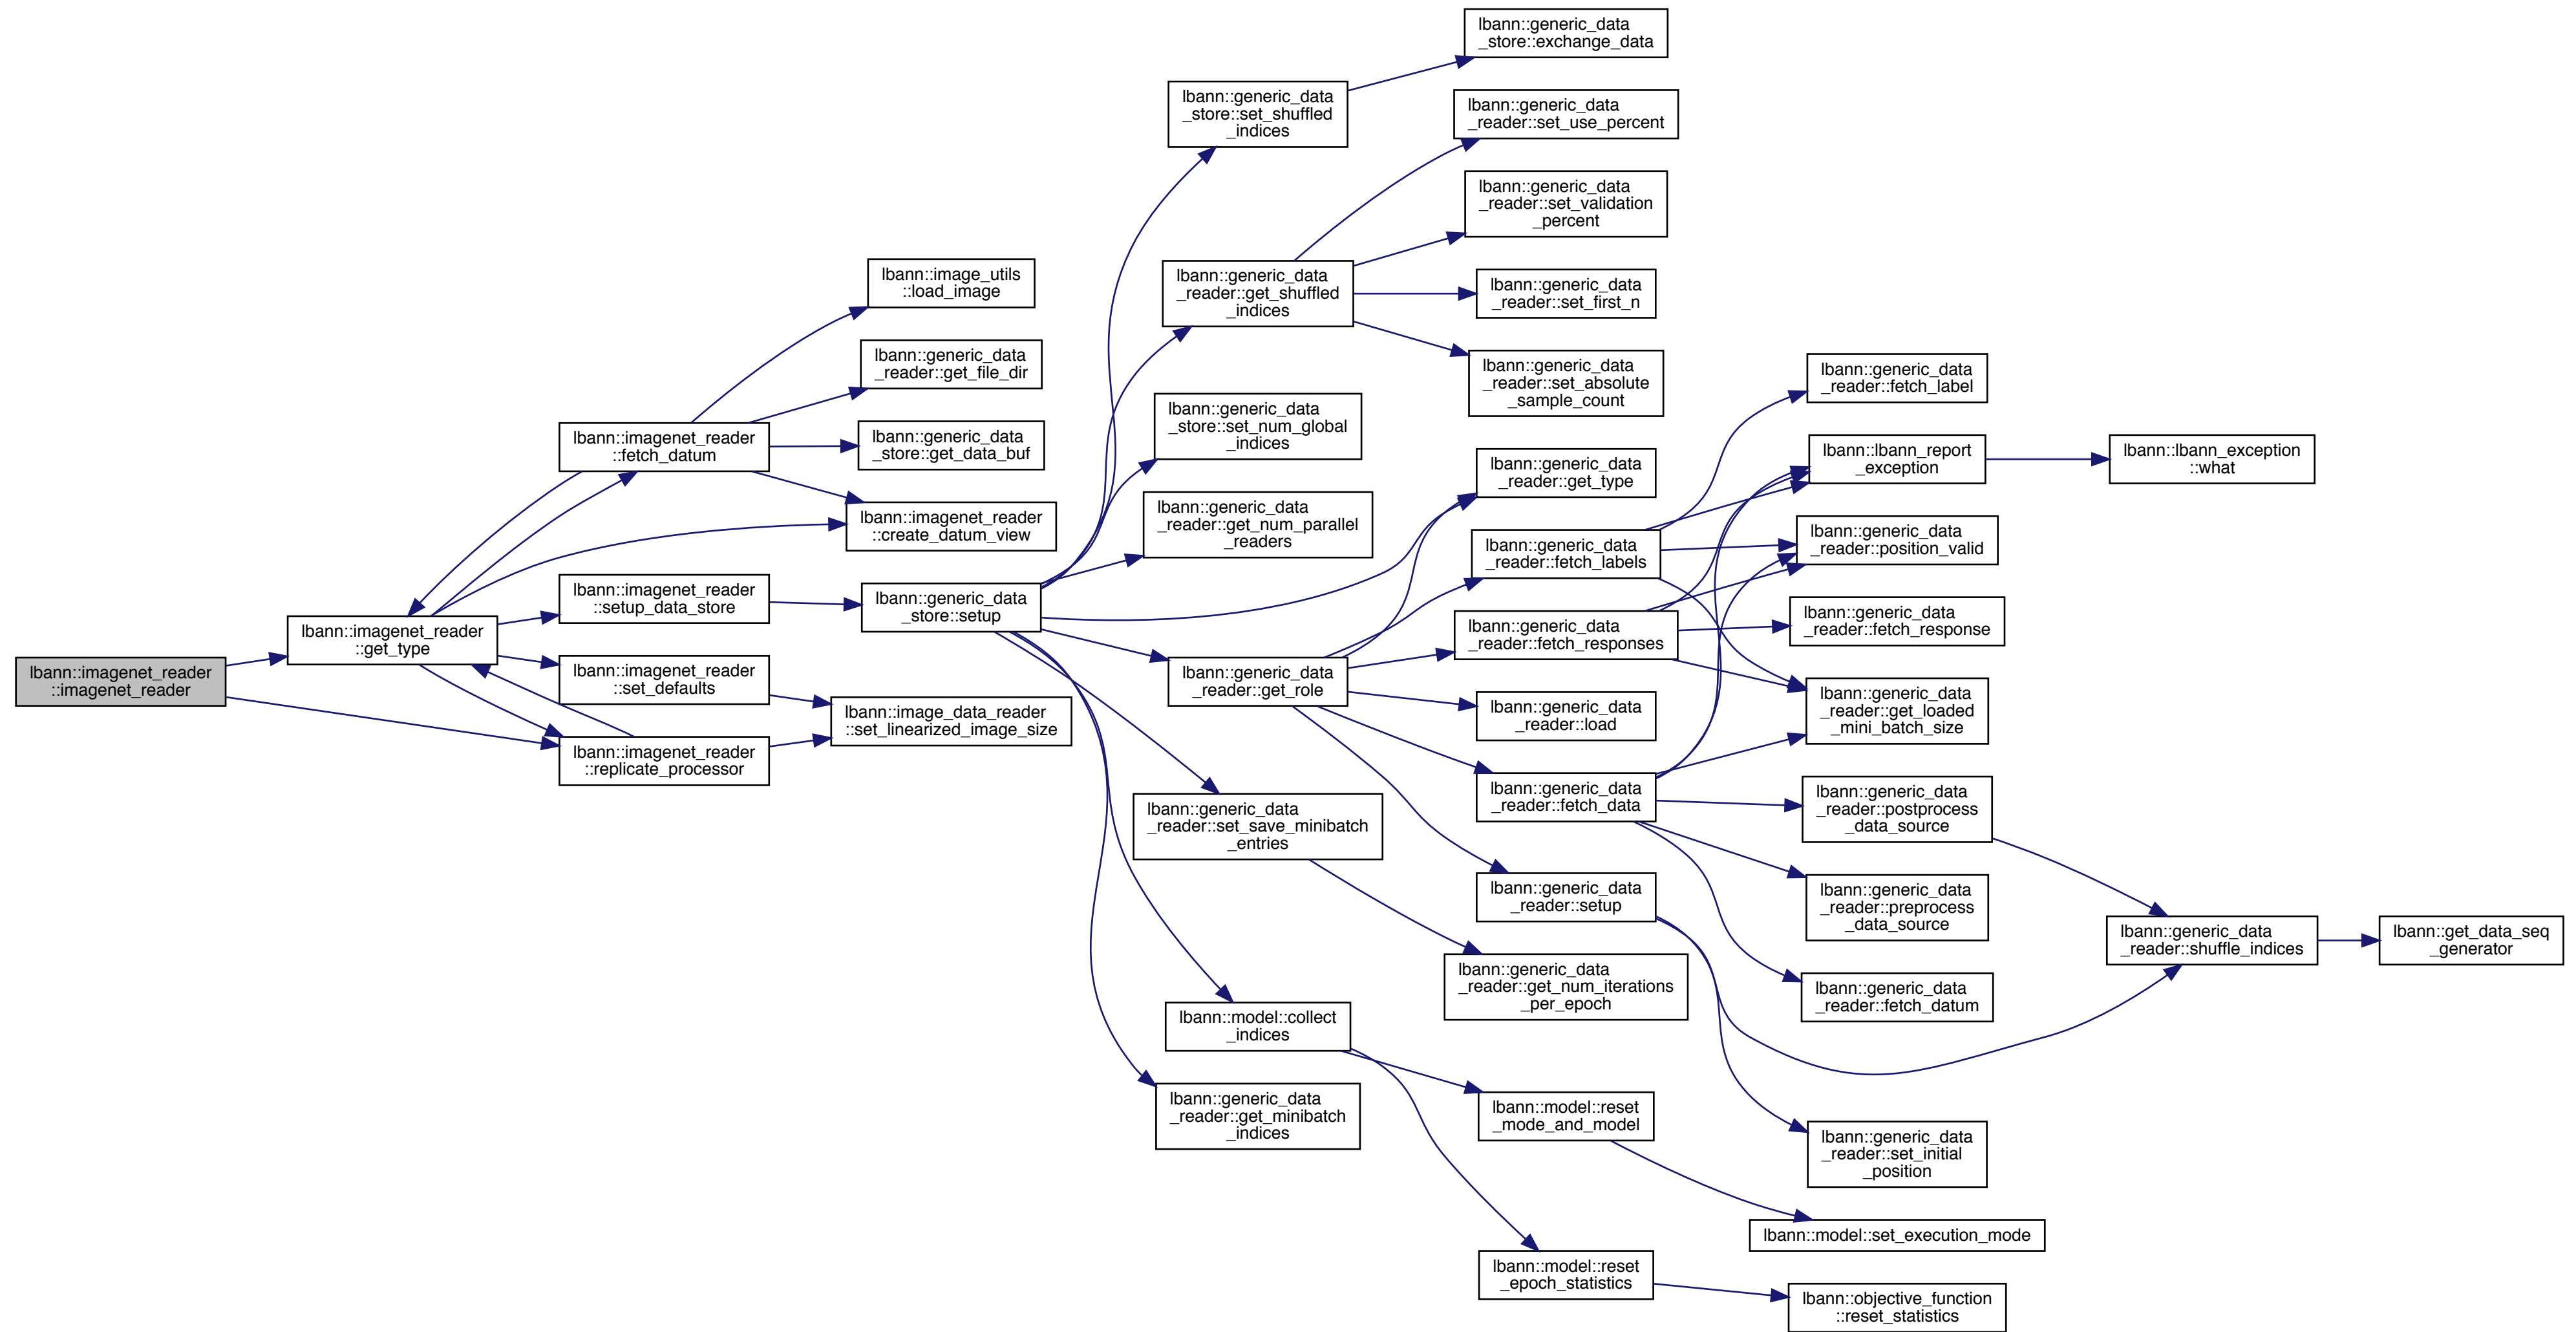 lbann::imagenet_reader
::imagenet_reader
lbann::imagenet_reader
::get_type
lbann::imagenet_reader
::fetch_datum
lbann::imagenet_reader
::setup_data_store
lbann::imagenet_reader
::set_defaults
lbann::imagenet_reader
::replicate_processor
lbann::image_utils
::load_image
lbann::generic_data
_reader::get_file_dir
lbann::generic_data
_store::get_data_buf
lbann::imagenet_reader
::create_datum_view
lbann::generic_data
_store::setup
lbann::image_data_reader
::set_linearized_image_size
lbann::generic_data
_store::set_shuffled
_indices
lbann::generic_data
_reader::get_shuffled
_indices
lbann::generic_data
_store::set_num_global
_indices
lbann::generic_data
_reader::get_num_parallel
_readers
lbann::generic_data
_reader::get_role
lbann::generic_data
_reader::set_save_minibatch
_entries
lbann::model::collect
_indices
lbann::generic_data
_reader::get_minibatch
_indices
lbann::generic_data
_store::exchange_data
lbann::generic_data
_reader::set_use_percent
lbann::generic_data
_reader::set_validation
_percent
lbann::generic_data
_reader::set_first_n
lbann::generic_data
_reader::set_absolute
_sample_count
lbann::generic_data
_reader::get_type
lbann::generic_data
_reader::fetch_labels
lbann::generic_data
_reader::fetch_responses
lbann::generic_data
_reader::load
lbann::generic_data
_reader::fetch_data
lbann::generic_data
_reader::setup
lbann::generic_data
_reader::get_num_iterations
_per_epoch
lbann::model::reset
_mode_and_model
lbann::model::reset
_epoch_statistics
lbann::generic_data
_reader::fetch_label
lbann::lbann_report
_exception
lbann::generic_data
_reader::position_valid
lbann::generic_data
_reader::fetch_response
lbann::generic_data
_reader::get_loaded
_mini_batch_size
lbann::generic_data
_reader::postprocess
_data_source
lbann::generic_data
_reader::preprocess
_data_source
lbann::generic_data
_reader::fetch_datum
lbann::generic_data
_reader::set_initial
_position
lbann::model::set_execution_mode
lbann::objective_function
::reset_statistics
lbann::lbann_exception
::what
lbann::generic_data
_reader::shuffle_indices
lbann::get_data_seq
_generator